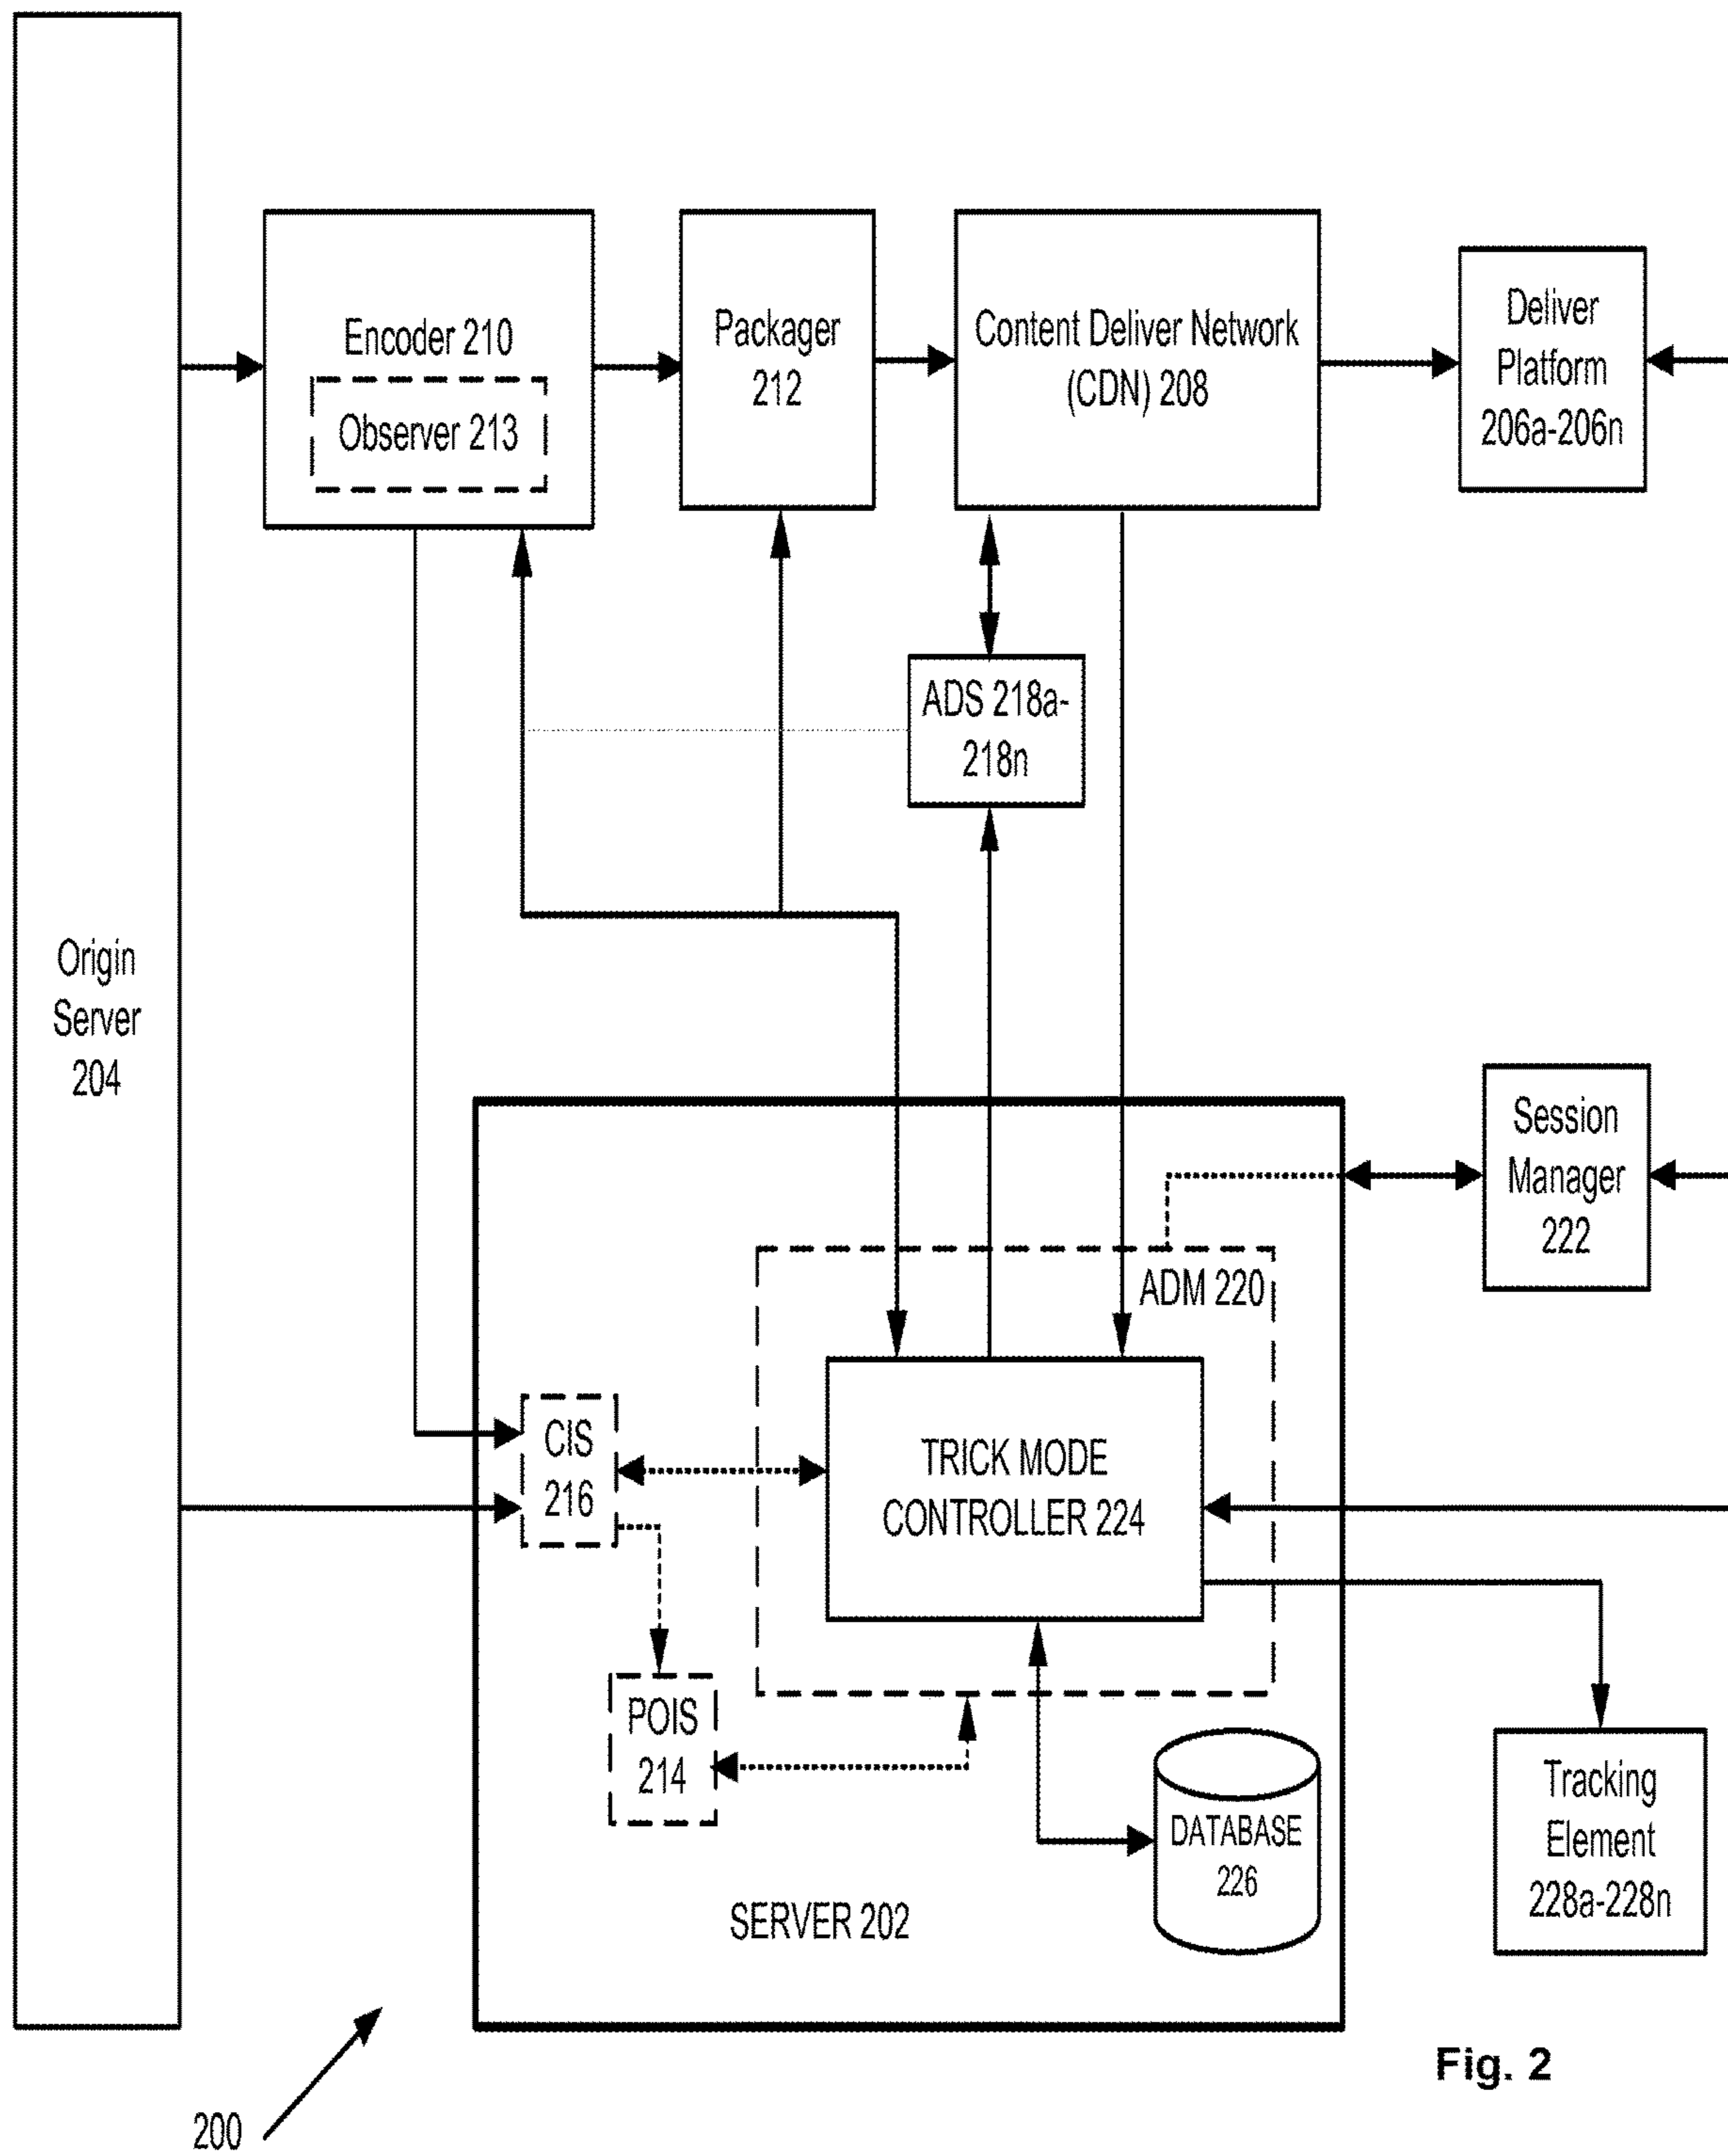 Encoder 210
Observer 213
Packager
212
Content Deliver Network
(CDN) 208
Deliver
Platform
206a-206n
ADS 218a-
218n
Origin
Server
204
Session
Manager
222
ADM 220
CIS
216
TRICK MODE
CONTROLLER 224
POIS
214
DATABASE
226
Tracking
Element
228a-228n
SERVER 202
Fig. 2
200